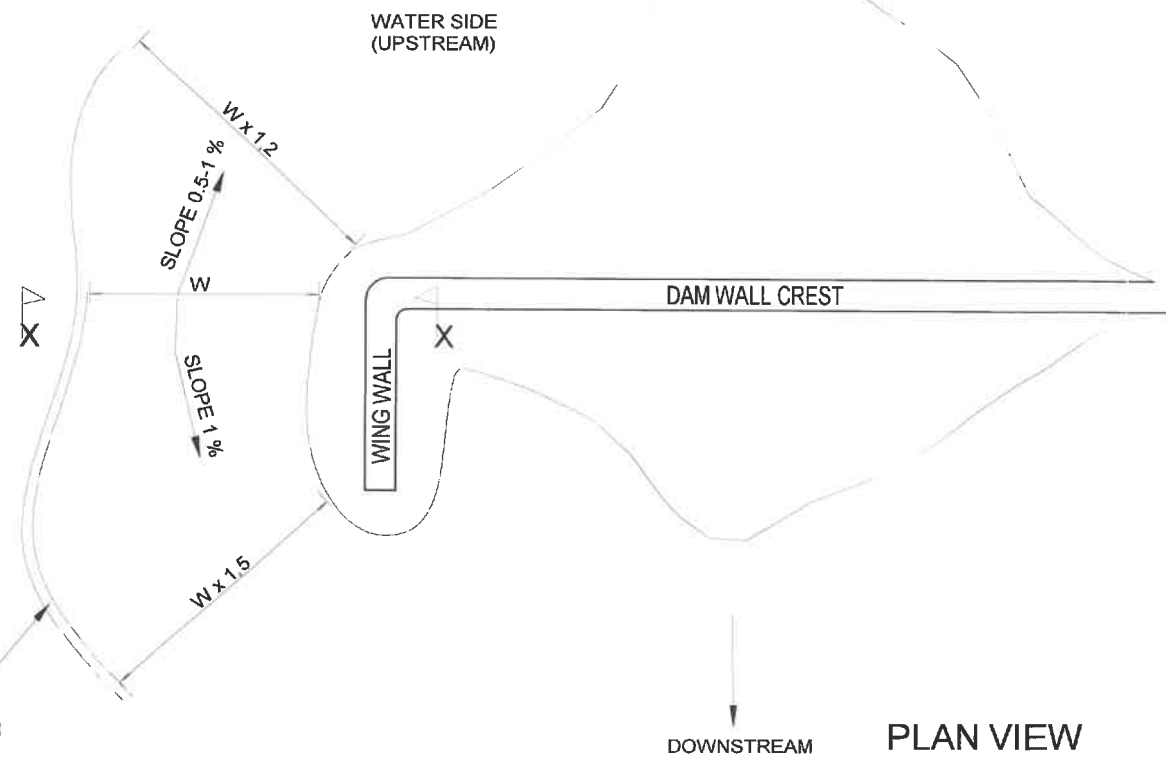 WATER SIDE
(UPSTREAM)
W x 1.2
SLOPE 0.5-1 %
W
X
X
DAM WALL CREST
SLOPE 1 %
WING WALL
W x 1.5
DOWNSTREAM
PLAN VIEW